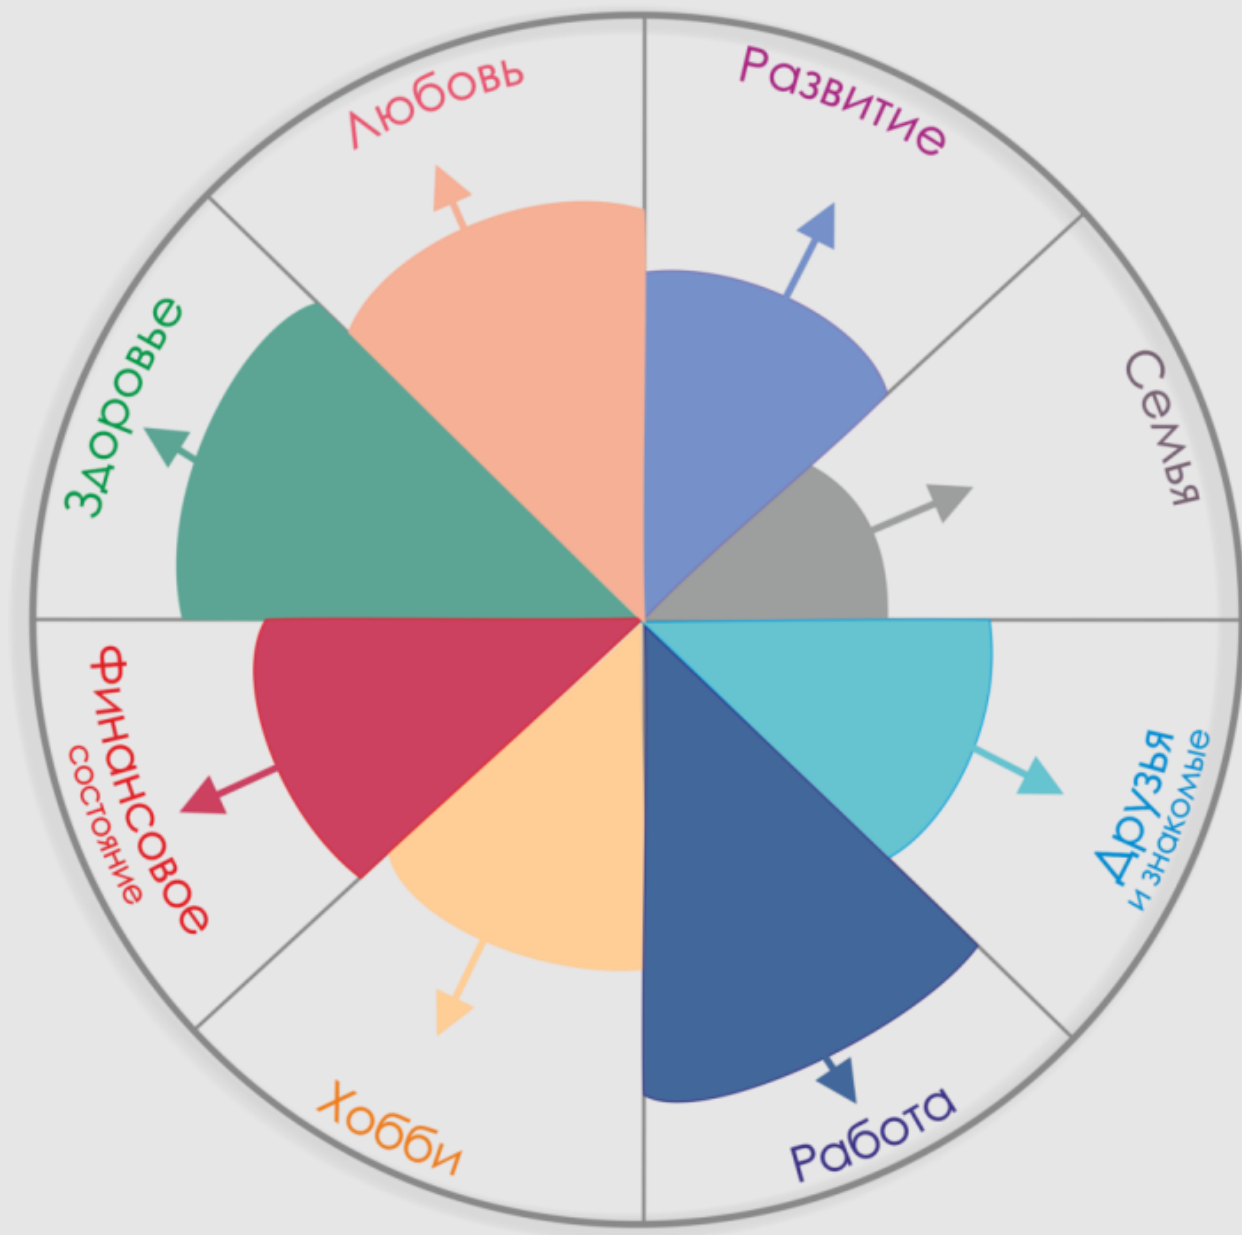 Любовь
Развитие
Здоровье
Семья
Финансовое
состояние
Друзья
и знакомые
Хобби
Работа